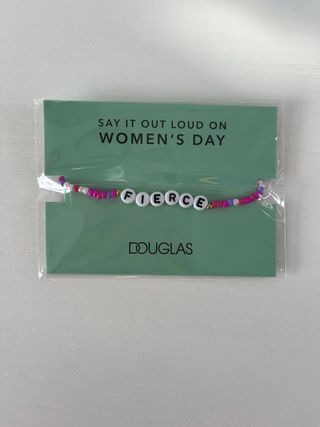 SAY IT OUT LOUD ON
WOMEN'S DAY
FIERCE
DOUGLAS